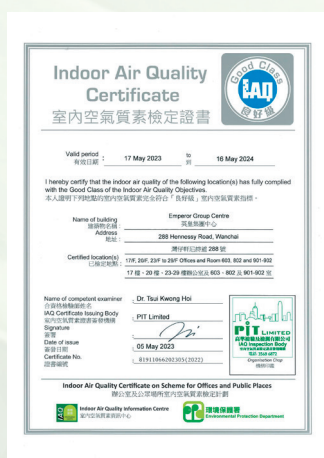 Indoor Air Quality
Certificate
室內空氣質素檢定證書
Good Class
IAQ
良好級
Valid period
有效日期
:
17 May 2023
to
到
16 May 2024
I hereby certify that the indoor air quality of the following location(s) has fully complied
with the Good Class of the Indoor Air Quality Objectives.
本人證明下列地點的室內空氣質素完全符合「良好級」室內空氣質素指標。
Name of building
建築物名稱 :
Emperor Group Centre
英皇集團中心
Address
地址 :
288 Hennessy Road, Wanchai
灣仔軒尼詩道 288 號
Certified location(s)
已檢定地點 :
17/F, 20/F, 23/F to 29/F Offices and Room 603, 802 and 901-902
17 樓、20 樓、23-29 樓辦公室及 603、802 及 901-902 室
Name of competent examiner
合資格檢驗師姓名
: Dr. Tsui Kwong Hoi
IAQ Certificate Issuing Body
室內空氣質素證書簽發機構
: PIT Limited
Signature
簽署
:
Date of issue
簽發日期
: 05 May 2023
Certificate No.
證書編號
: 81911066202305(2022)
PIT LIMITED
IAQ Inspection Body
Organisation Chop
機構印鑑
Indoor Air Quality Certificate on Scheme for Offices and Public Places
辦公室及公眾場所室內空氣質素檢定計劃
IAQ
Indoor Air Quality Information Centre
室內空氣質素資訊中心
環境保護署
Environmental Protection Department